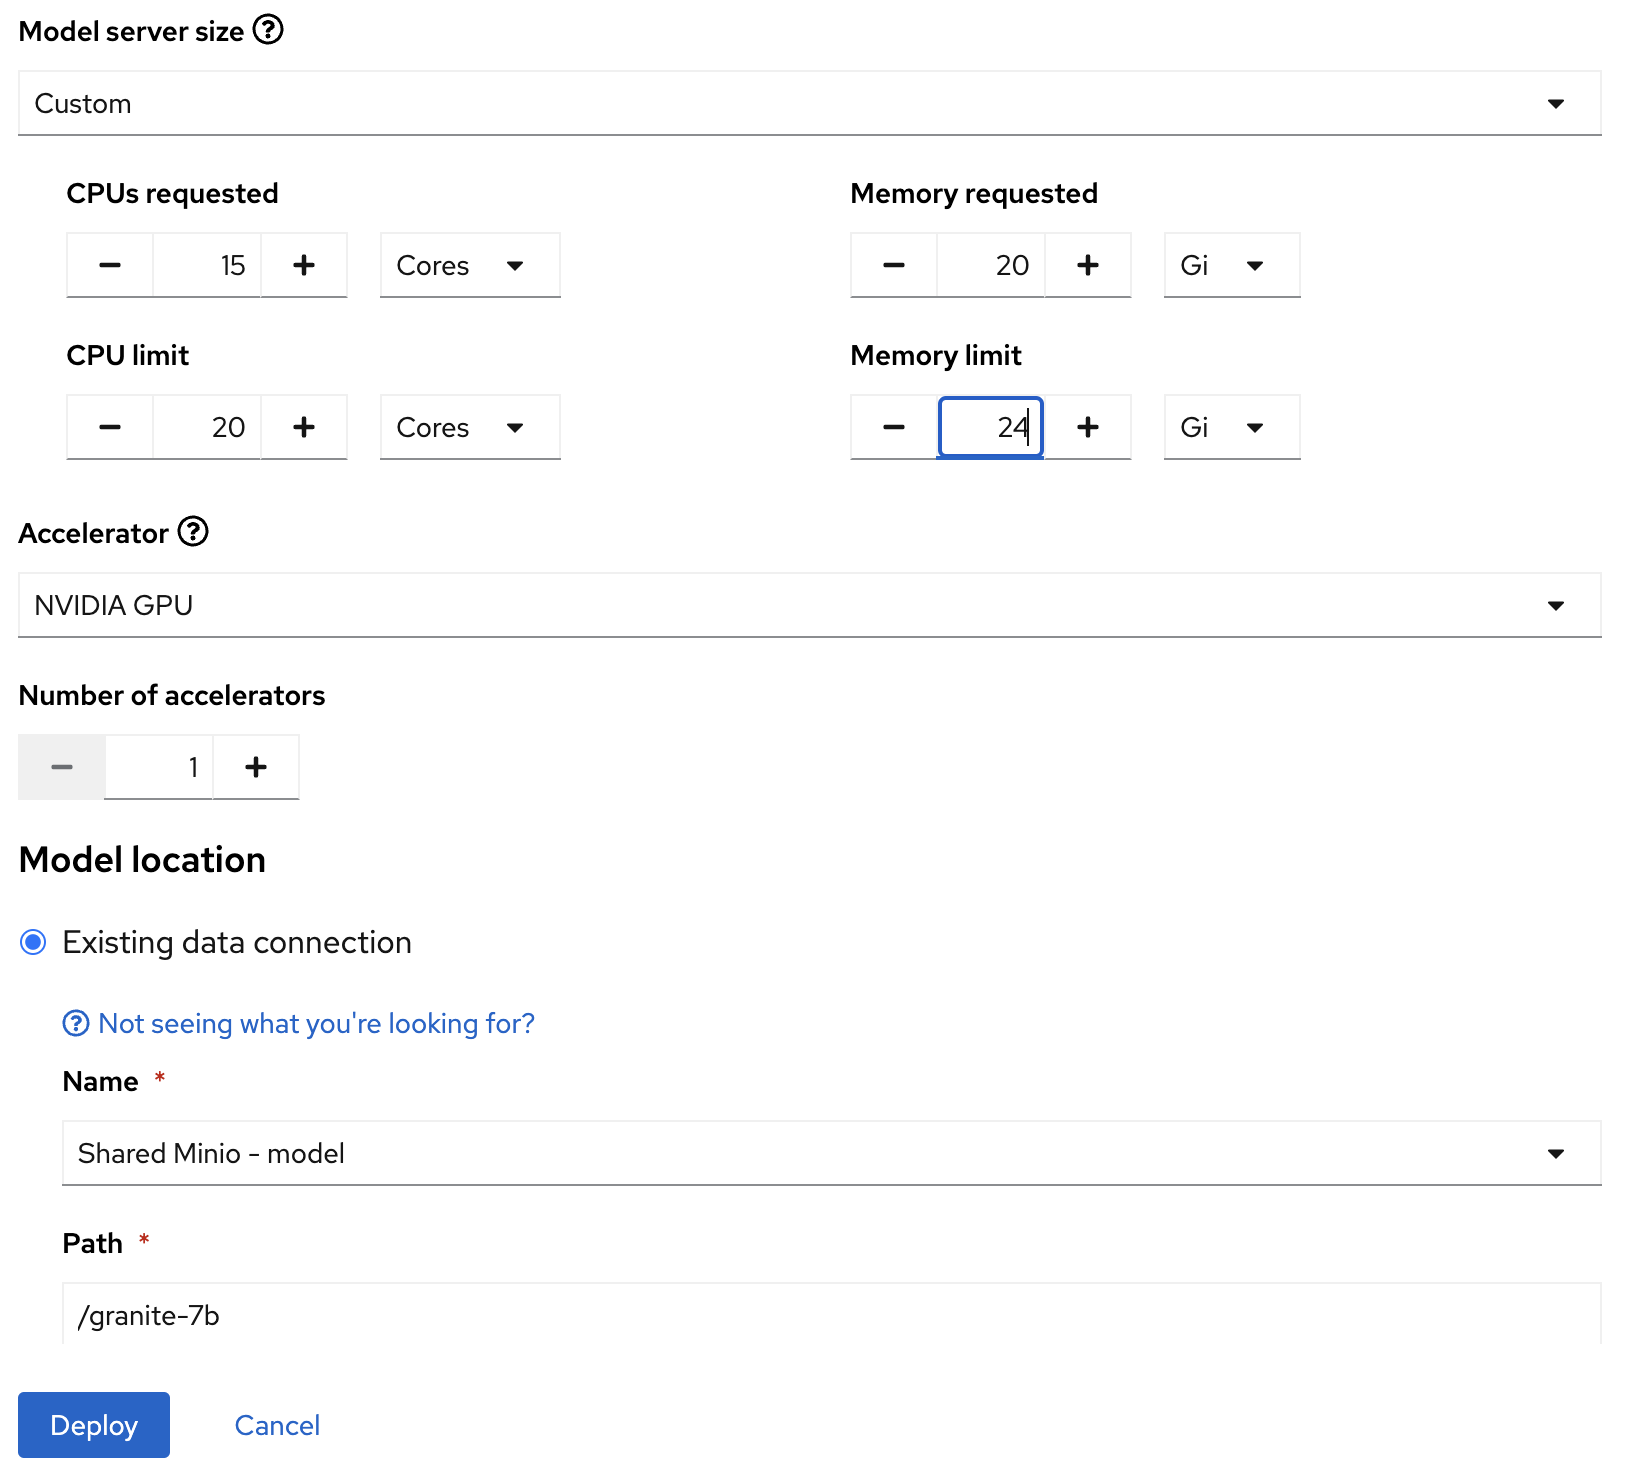 Model server size
Custom
CPUs requested
Memory requested
15 Cores
20 Gi
CPU limit
Memory limit
20 Cores
24 Gi
Accelerator
NVIDIA GPU
Number of accelerators
1
Model location
Existing data connection
Not seeing what you're looking for?
Name *
Shared Minio - model
Path *
/granite-7b
Deploy Cancel